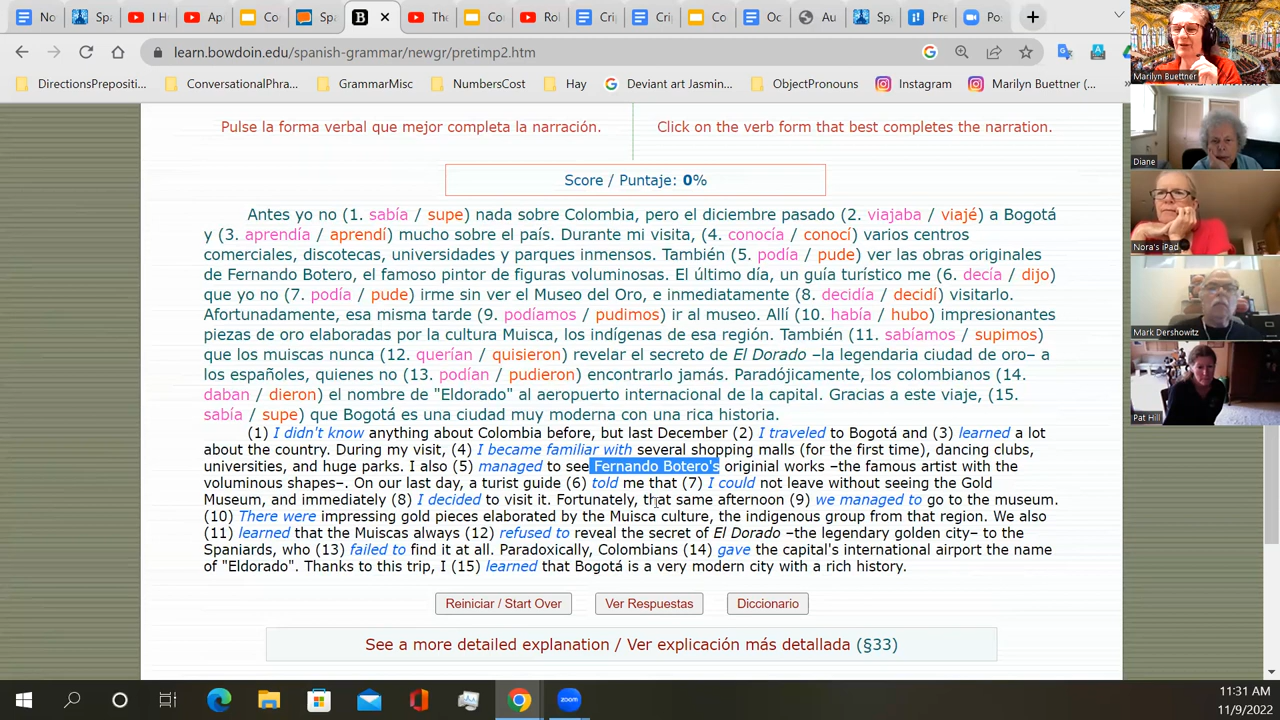 No
Spa
I H
Ap
Co
Spa
B
The
Co
Rol
Cri
Co
Oc
Au
Spa
Pre
Po:
learn.bowdoin.edu/spanish-grammar/newgr/pretimp2.htm
DirectionsPrepositi...
ConversationalPhra...
GrammarMisc
NumbersCost...
Hay
Deviant art Jasmin...
ObjectPronouns
Instagram
Marilyn Buettner (...
Pulse la forma verbal que mejor completa la narración.
Click on the verb form that best completes the narration.
Score / Puntaje: 0%
Antes yo no (1. sabía / supe) nada sobre Colombia, pero el diciembre pasado (2. viajaba / viajé) a Bogotá
y (3. aprendía / aprendí) mucho sobre el país. Durante mi visita, (4. conocía / conocí) varios centros
comerciales, discotecas, universidades y parques inmensos. También (5. podía / pude) ver las obras originales
de Fernando Botero, el famoso pintor de figuras voluminosas. El último día, un guía turístico me (6. decía / dijo)
que yo no (7. podía / pude) irme sin ver el Museo del Oro, e inmediatamente (8. decidía / decidí) visitarlo.
Afortunadamente, esa misma tarde (9. podíamos / pudimos) ir al museo. Allí (10. había / hubo) impresionantes
piezas de oro elaboradas por la cultura Muisca, los indígenas de esa región. También (11. sabíamos / supimos)
que los muiscas nunca (12. querían / quisieron) revelar el secreto de El Dorado –la legendaria ciudad de oro– a
los españoles, quienes no (13. podían / pudieron) encontrarlo jamás. Paradójicamente, los colombianos (14.
daban / dieron) el nombre de "Eldorado" al aeropuerto internacional de la capital. Gracias a este viaje, (15.
sabía / supe) que Bogotá es una ciudad muy moderna con una rica historia.
(1) I didn't know anything about Colombia before, but last December (2) I traveled to Bogotá and (3) learned a lot
about the country. During my visit, (4) I became familiar with several shopping malls (for the first time), dancing clubs,
universities, and huge parks. I also (5) managed to see Fernando Botero's originial works –the famous artist with the
voluminous shapes–. On our last day, a turist guide (6) told me that (7) I could not leave without seeing the Gold
Museum, and immediately (8) I decided to visit it. Fortunately, that same afternoon (9) we managed to go to the museum.
(10) There were impressing gold pieces elaborated by the Muisca culture, the indigenous group from that region. We also
(11) learned that the Muiscas always (12) refused to reveal the secret of El Dorado –the legendary golden city– to the
Spaniards, who (13) failed to find it at all. Paradoxically, Colombians (14) gave the capital's international airport the name
of "Eldorado". Thanks to this trip, I (15) learned that Bogotá is a very modern city with a rich history.
Reiniciar / Start Over
Ver Respuestas
Diccionario
See a more detailed explanation / Ver explicación más detallada (§33)
Marilyn Buettner
Diane
Nora's iPad
Mark Dershowitz
Pat Hill
zoom
11:31 AM
11/9/2022